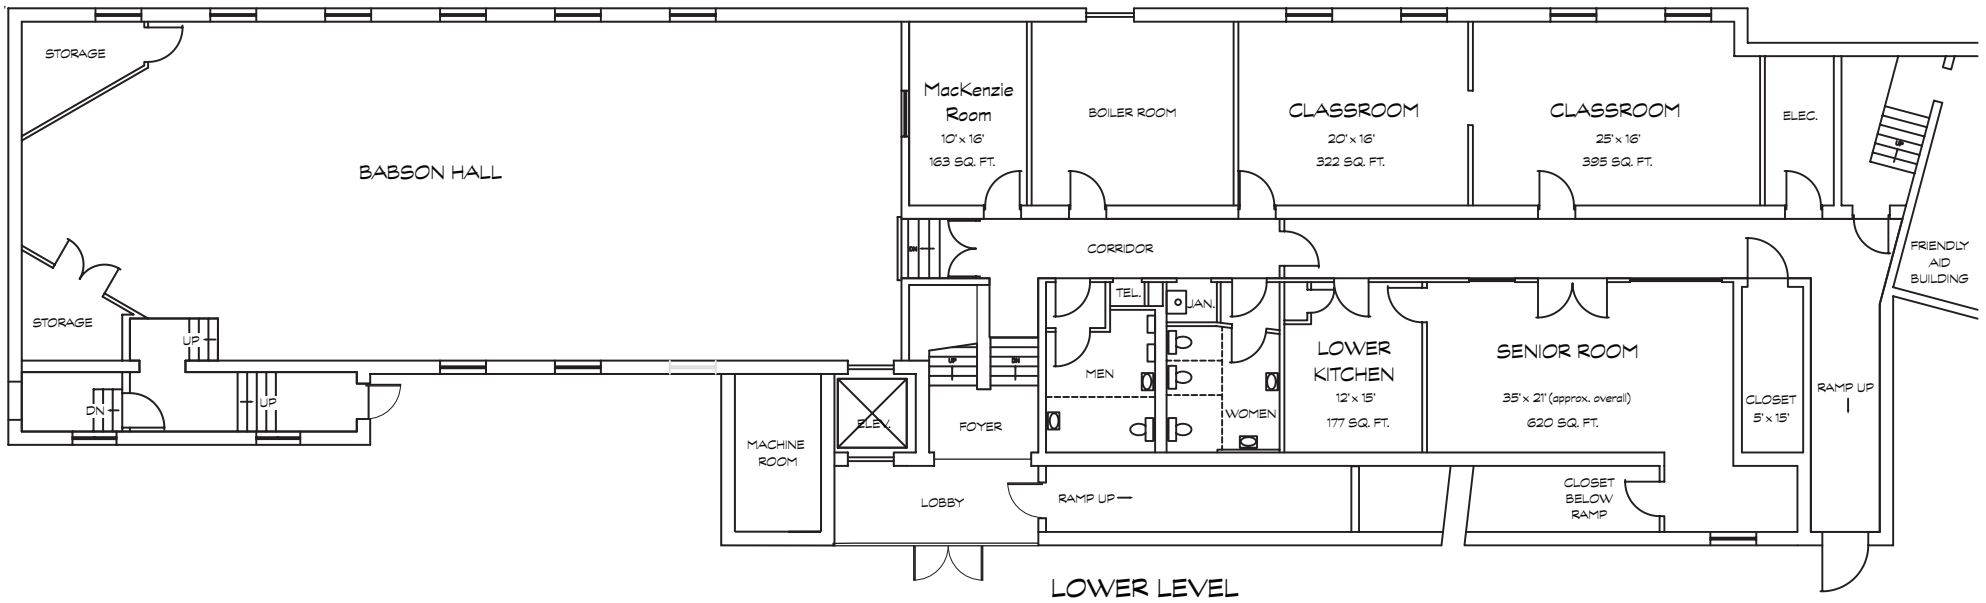 STORAGE
BABSON HALL
STORAGE
UP
DN
UP
MacKenzie
Room
10' x 16'
163 SQ. FT.
BOILER ROOM
CLASSROOM
20' x 16'
322 SQ. FT.
CLASSROOM
25' x 16'
395 SQ. FT.
ELEC.
UP
FRIENDLY
AID
BUILDING
DN
CORRIDOR
UP
DN
TEL.
JAN.
MEN
WOMEN
LOWER
KITCHEN
12' x 15'
177 SQ. FT.
SENIOR ROOM
35' x 21' (approx. overall)
620 SQ. FT.
CLOSET
5' x 15'
RAMP UP
MACHINE
ROOM
ELEV.
FOYER
LOBBY
RAMP UP
CLOSET
BELOW
RAMP
LOWER LEVEL